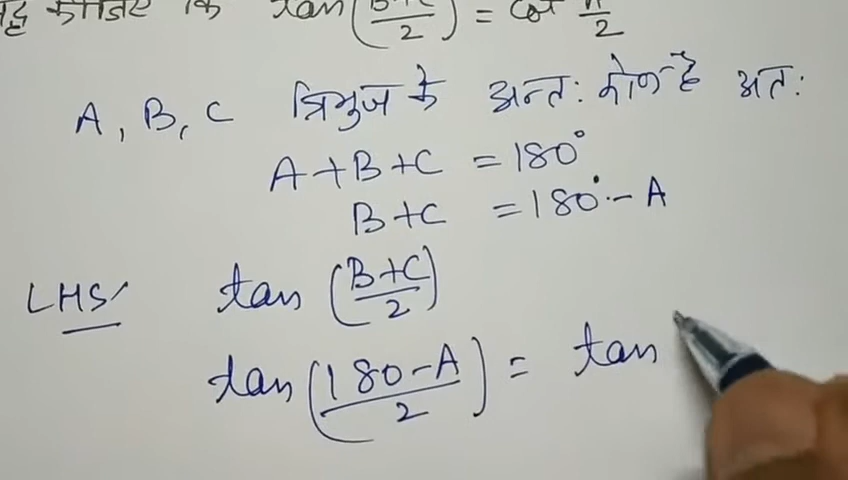 कीजिए कि tan(B+C/2) = cot A/2
A, B, C त्रिभुज के अन्तः कोण है अतः
A+B+C = 180°
B+C = 180° - A
LHS tan (B+C/2)
tan(180-A/2) = tan